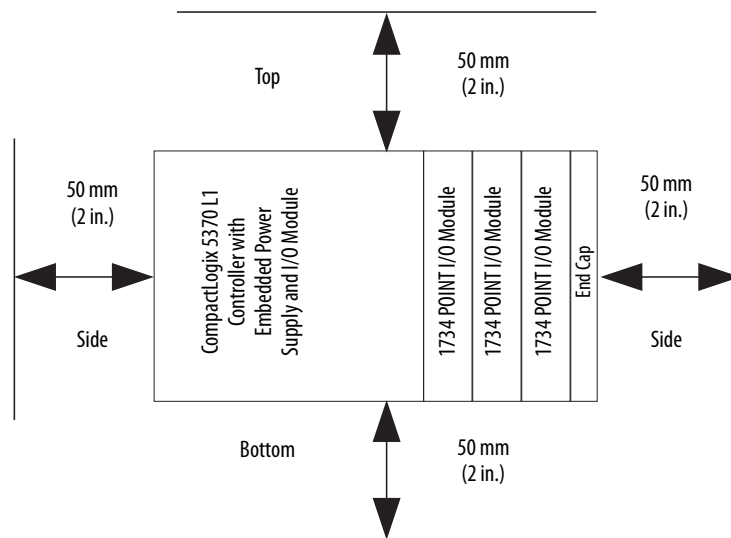 Top
50 mm
(2 in.)
50 mm
(2 in.)
Side
CompactLogix 5370 L1
Controller with
Embedded Power
Supply and I/O Module
1734 POINT I/O Module
1734 POINT I/O Module
1734 POINT I/O Module
End Cap
50 mm
(2 in.)
Side
Bottom
50 mm
(2 in.)